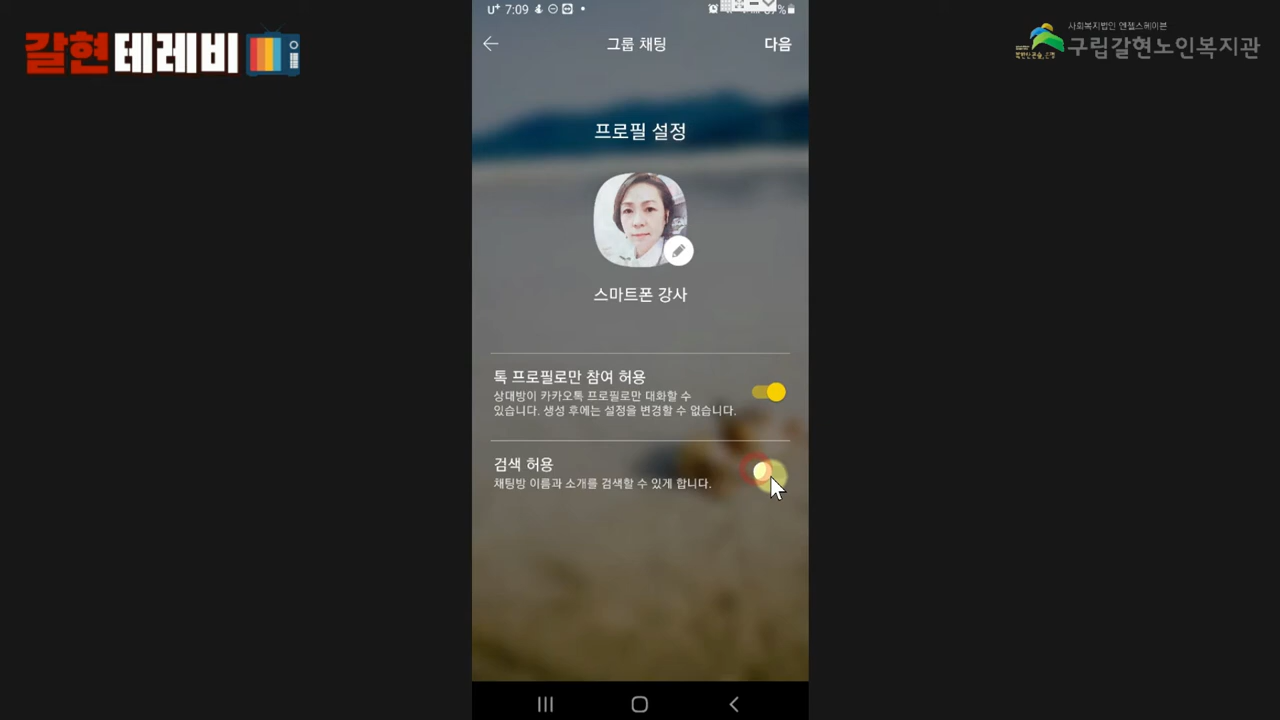 갈현테레비
사회복지법인 엔젤스헤이븐
구립갈현노인복지관
U+ 7:09
그룹 채팅
다음
프로필 설정
스마트폰 강사
톡 프로필로만 참여 허용
상대방이 카카오톡 프로필로만 대화할 수
있습니다. 생성 후에는 설정을 변경할 수 없습니다.
검색 허용
채팅방 이름과 소개를 검색할 수 있게 합니다.